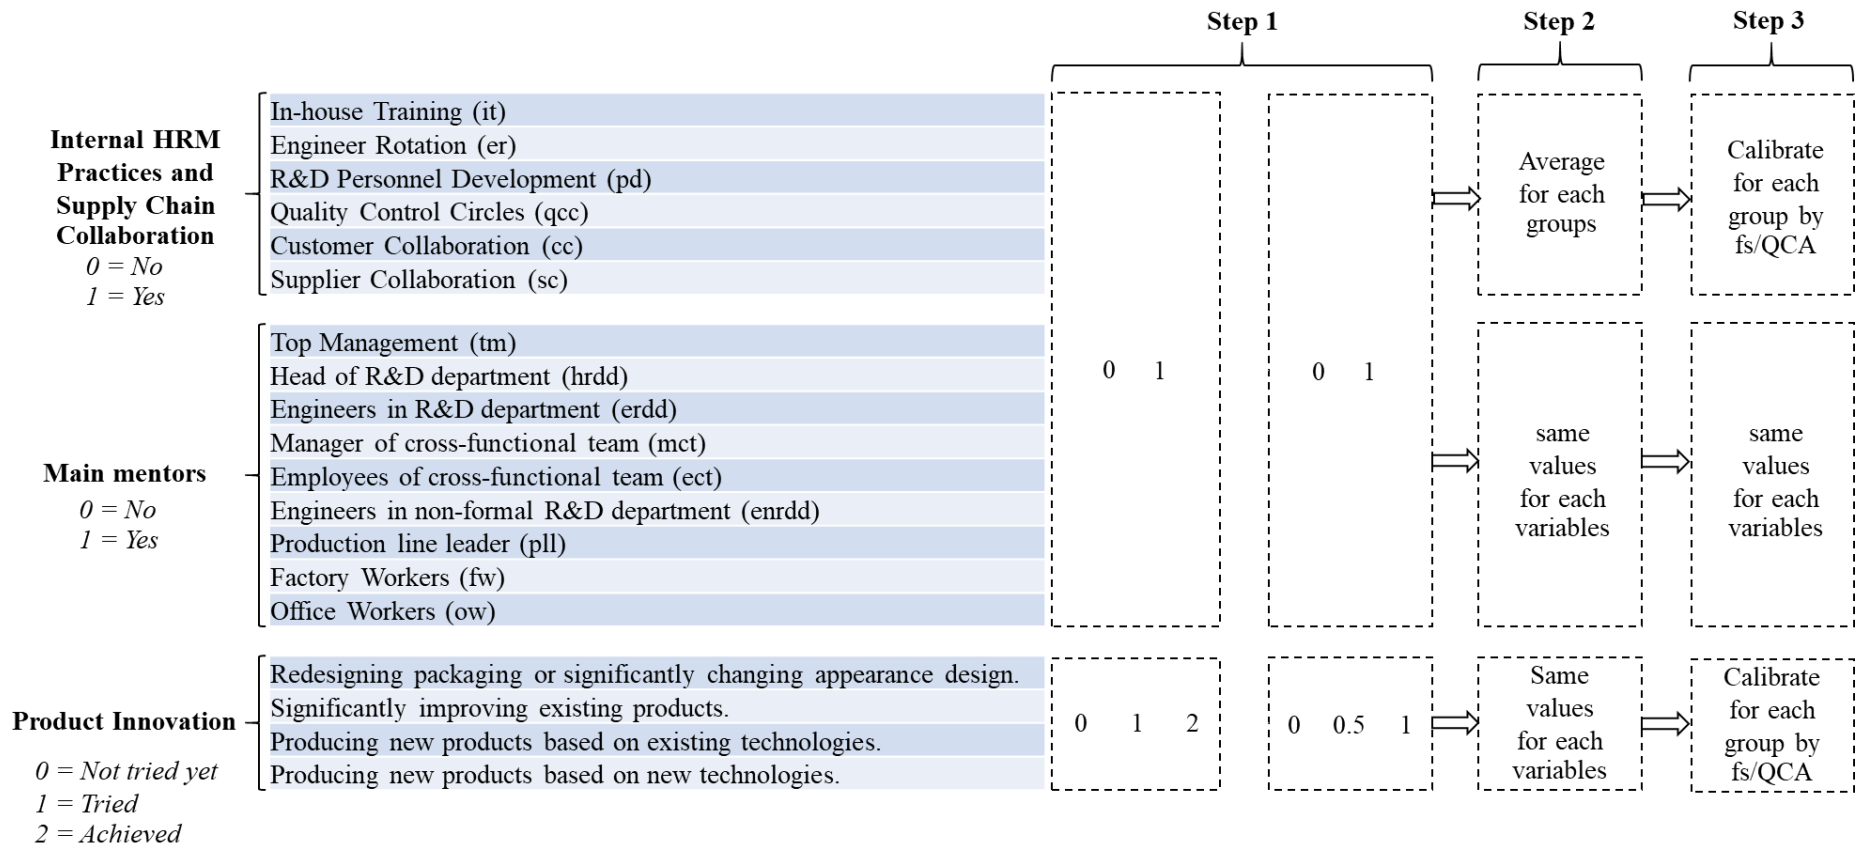 Step 1
Step 2
Step 3
Internal HRM
Practices and
Supply Chain
Collaboration
0 = No
1 = Yes
In-house Training (it)
Engineer Rotation (er)
R&D Personnel Development (pd)
Quality Control Circles (qcc)
Customer Collaboration (cc)
Supplier Collaboration (sc)
Average
for each
groups
Calibrate
for each
group by
fs/QCA
Main mentors
0 = No
1 = Yes
Top Management (tm)
Head of R&D department (hrdd)
Engineers in R&D department (erdd)
Manager of cross-functional team (mct)
Employees of cross-functional team (ect)
Engineers in non-formal R&D department (enrdd)
Production line leader (pll)
Factory Workers (fw)
Office Workers (ow)
0 1
0 1
same
values
for each
variables
same
values
for each
variables
Product Innovation
0 = Not tried yet
1 = Tried
2 = Achieved
Redesigning packaging or significantly changing appearance design.
Significantly improving existing products.
Producing new products based on existing technologies.
Producing new products based on new technologies.
0 1 2
0 0.5 1
Same
values
for each
variables
Calibrate
for each
group by
fs/QCA